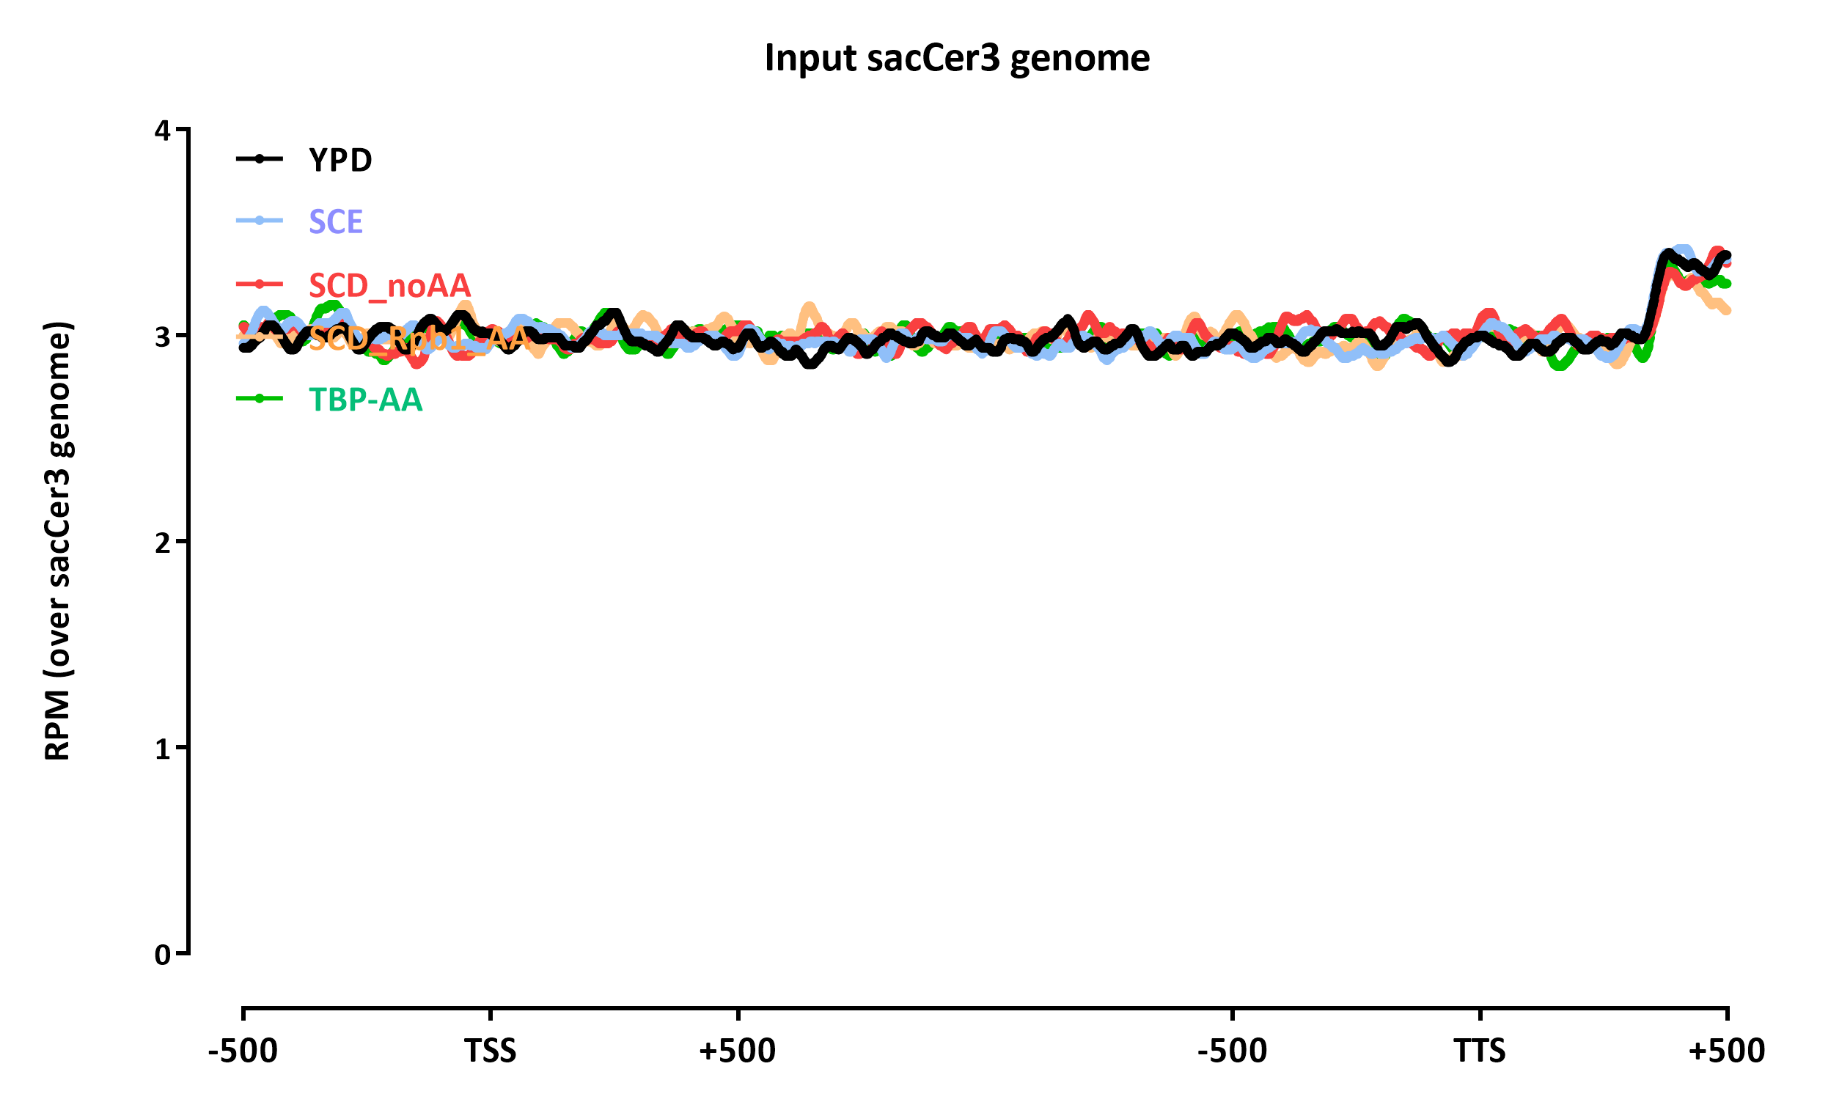 Input sacCer3 genome
RPM (over sacCer3 genome)
4
3
2
1
0
YPD
SCE
SCD_noAA
SCD_Rpb1_AA
TBP-AA
-500
TSS
+500
-500
TTS
+500